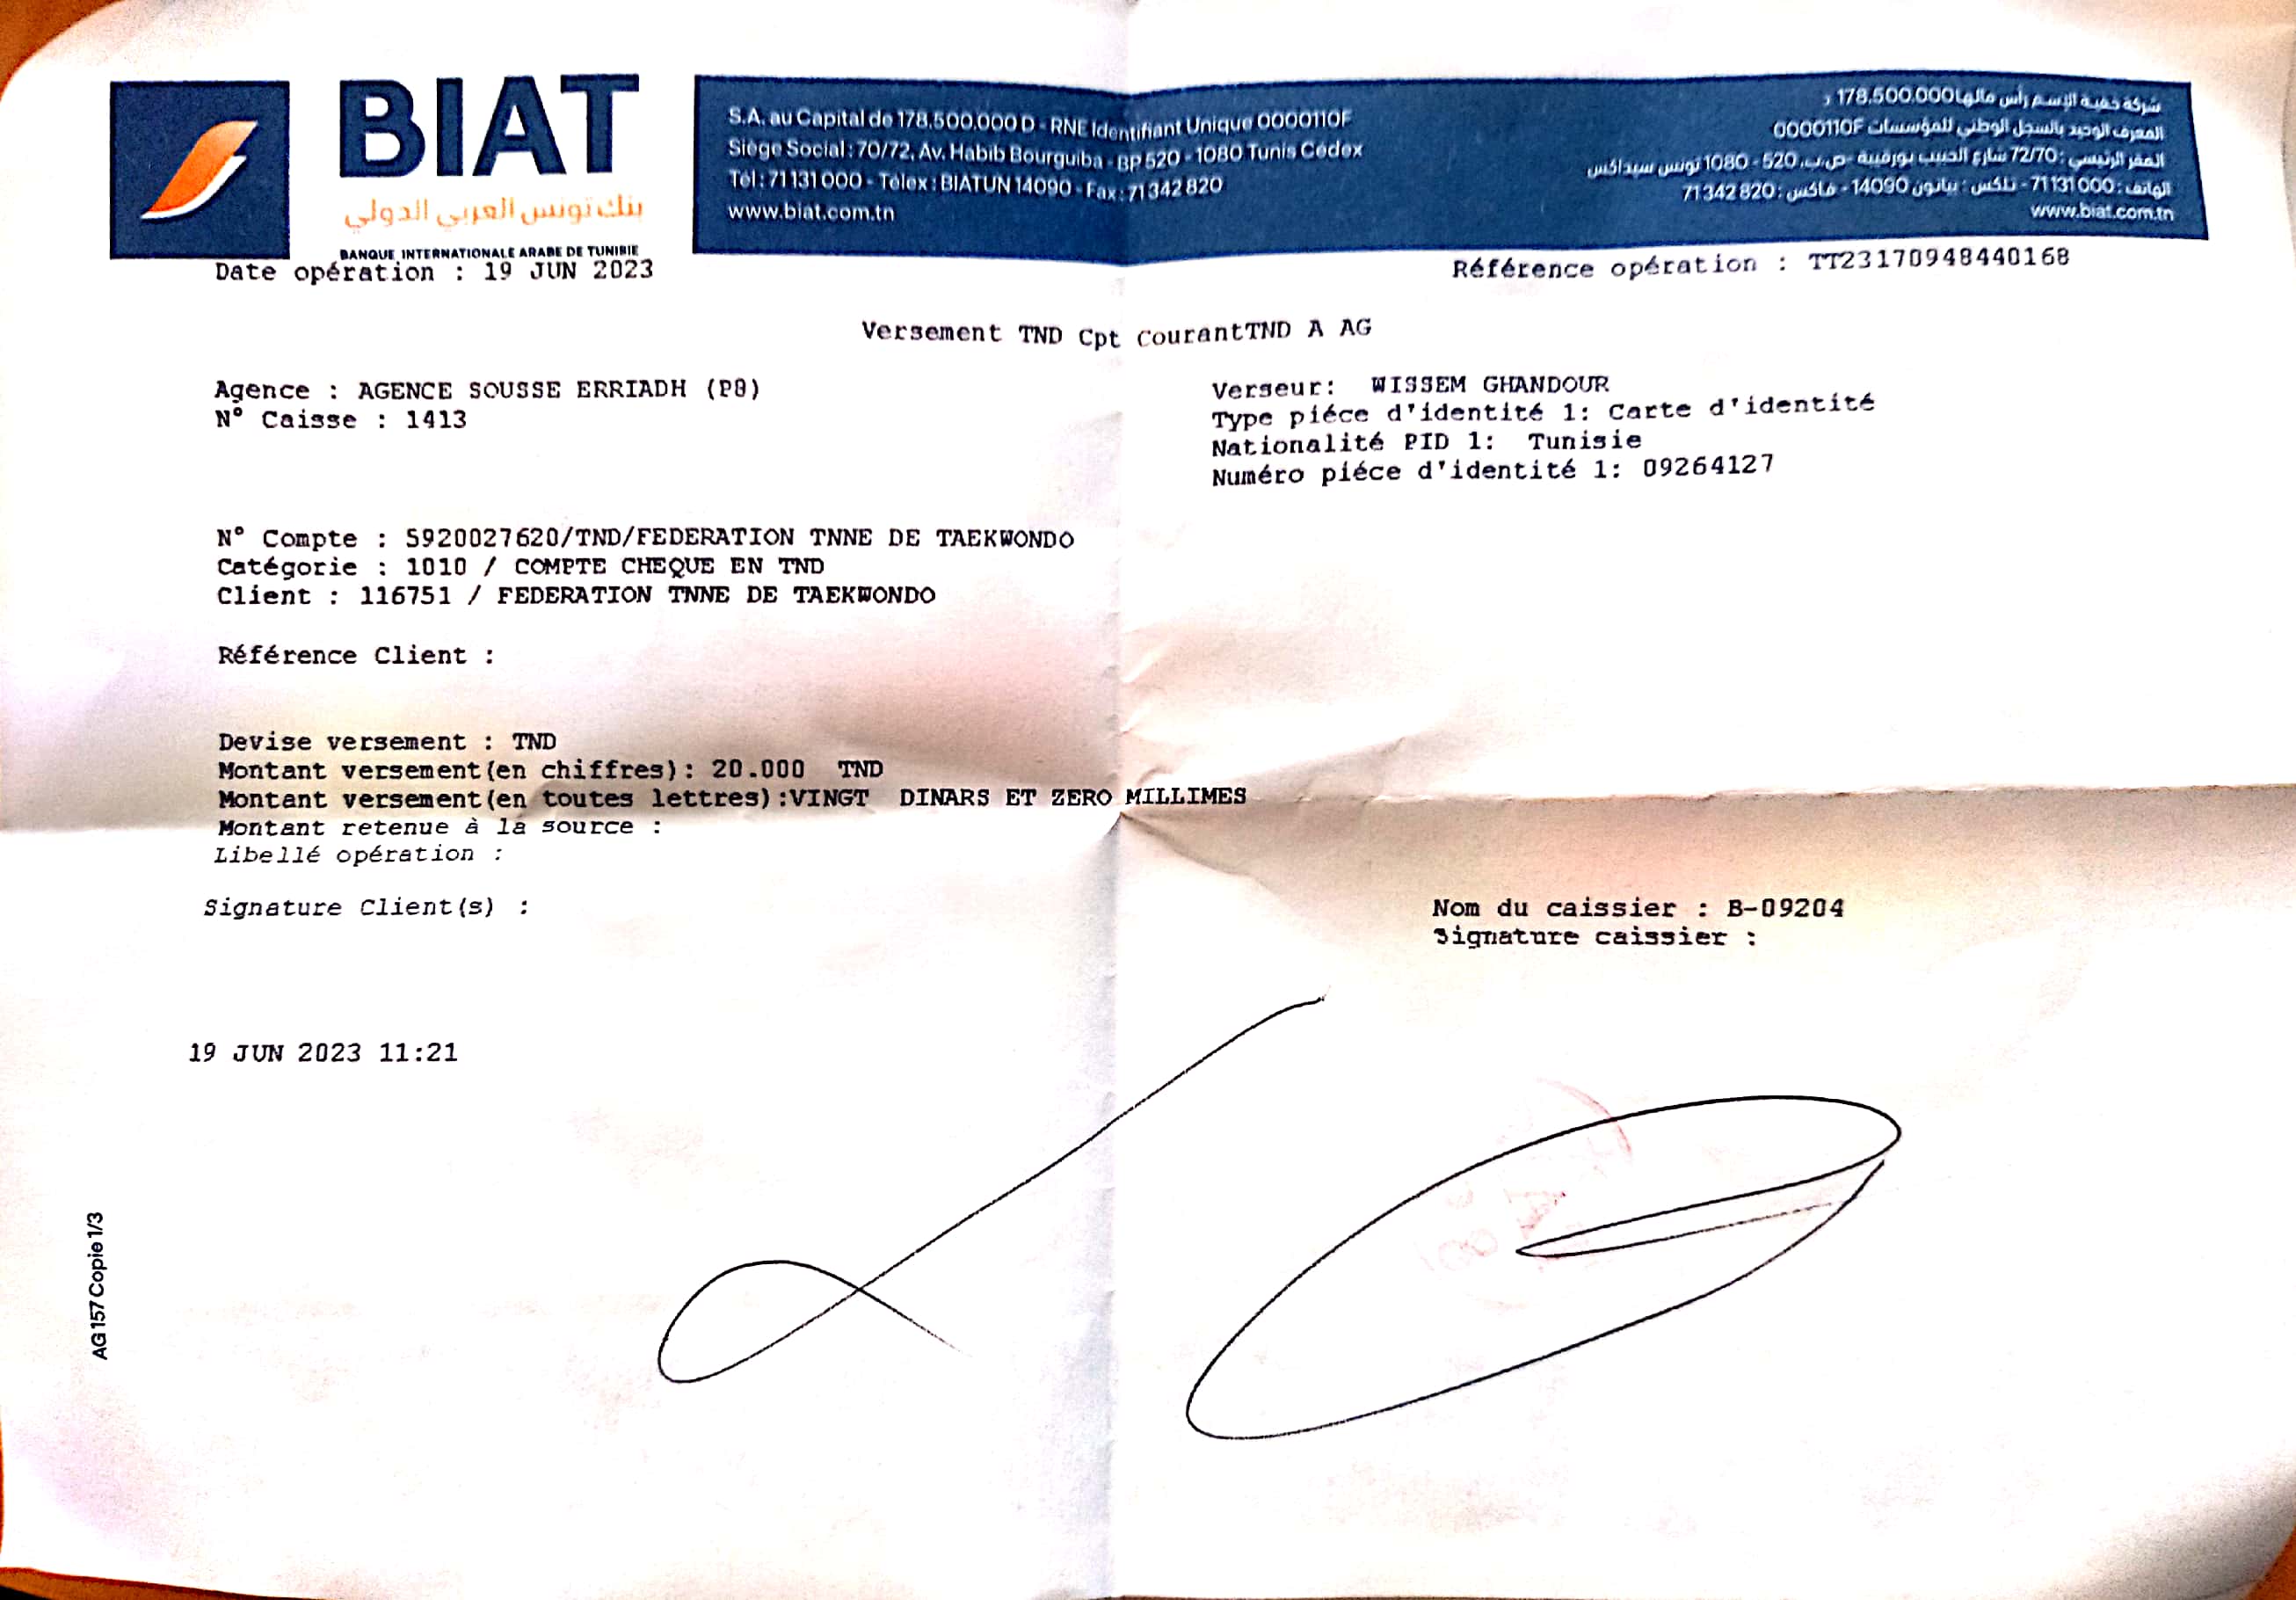 BIAT
بنك تونس العربي الدولي
BANQUE INTERNATIONALE ARABE DE TUNISIE
S.A. au Capital de 178.500.000 D - RNE Identifiant Unique 0000110F
Siège Social : 70/72, Av. Habib Bourguiba - BP 520 - 1080 Tunis Cedex
Tél : 71 131 000 - Télex : BIATUN 14090 - Fax : 71 342 820
www.biat.com.tn
شركة خفية الإسم رأس مالها 178.500.000 د
المعرف الوحيد بالسجل الوطني للمؤسسات 0000110F
المقر الرئيسي : 72/70 شارع الحبيب بورقيبة - ص.ب. 520 - 1080 تونس سيداكس
الهاتف : 71 131 000 - تلكس : بياتون 14090 - فاكس : 71 342 820
www.biat.com.tn
Date opération : 19 JUN 2023
Référence opération : TT23170948440168
Versement TND Cpt CourantTND A AG
Agence : AGENCE SOUSSE ERRIADH (P8)
N° Caisse : 1413
Verseur: WISSEM GHANDOUR
Type piéce d'identité 1: Carte d'identité
Nationalité PID 1: Tunisie
Numéro piéce d'identité 1: 09264127
N° Compte : 5920027620/TND/FEDERATION TNNE DE TAEKWONDO
Catégorie : 1010 / COMPTE CHEQUE EN TND
Client : 116751 / FEDERATION TNNE DE TAEKWONDO
Référence Client :
Devise versement : TND
Montant versement(en chiffres): 20.000 TND
Montant versement(en toutes lettres):VINGT DINARS ET ZERO MILLIMES
Montant retenue à la source :
Libellé opération :
Signature Client(s) :
Nom du caissier : B-09204
Signature caissier :
19 JUN 2023 11:21
AG 157 Copie 1/3